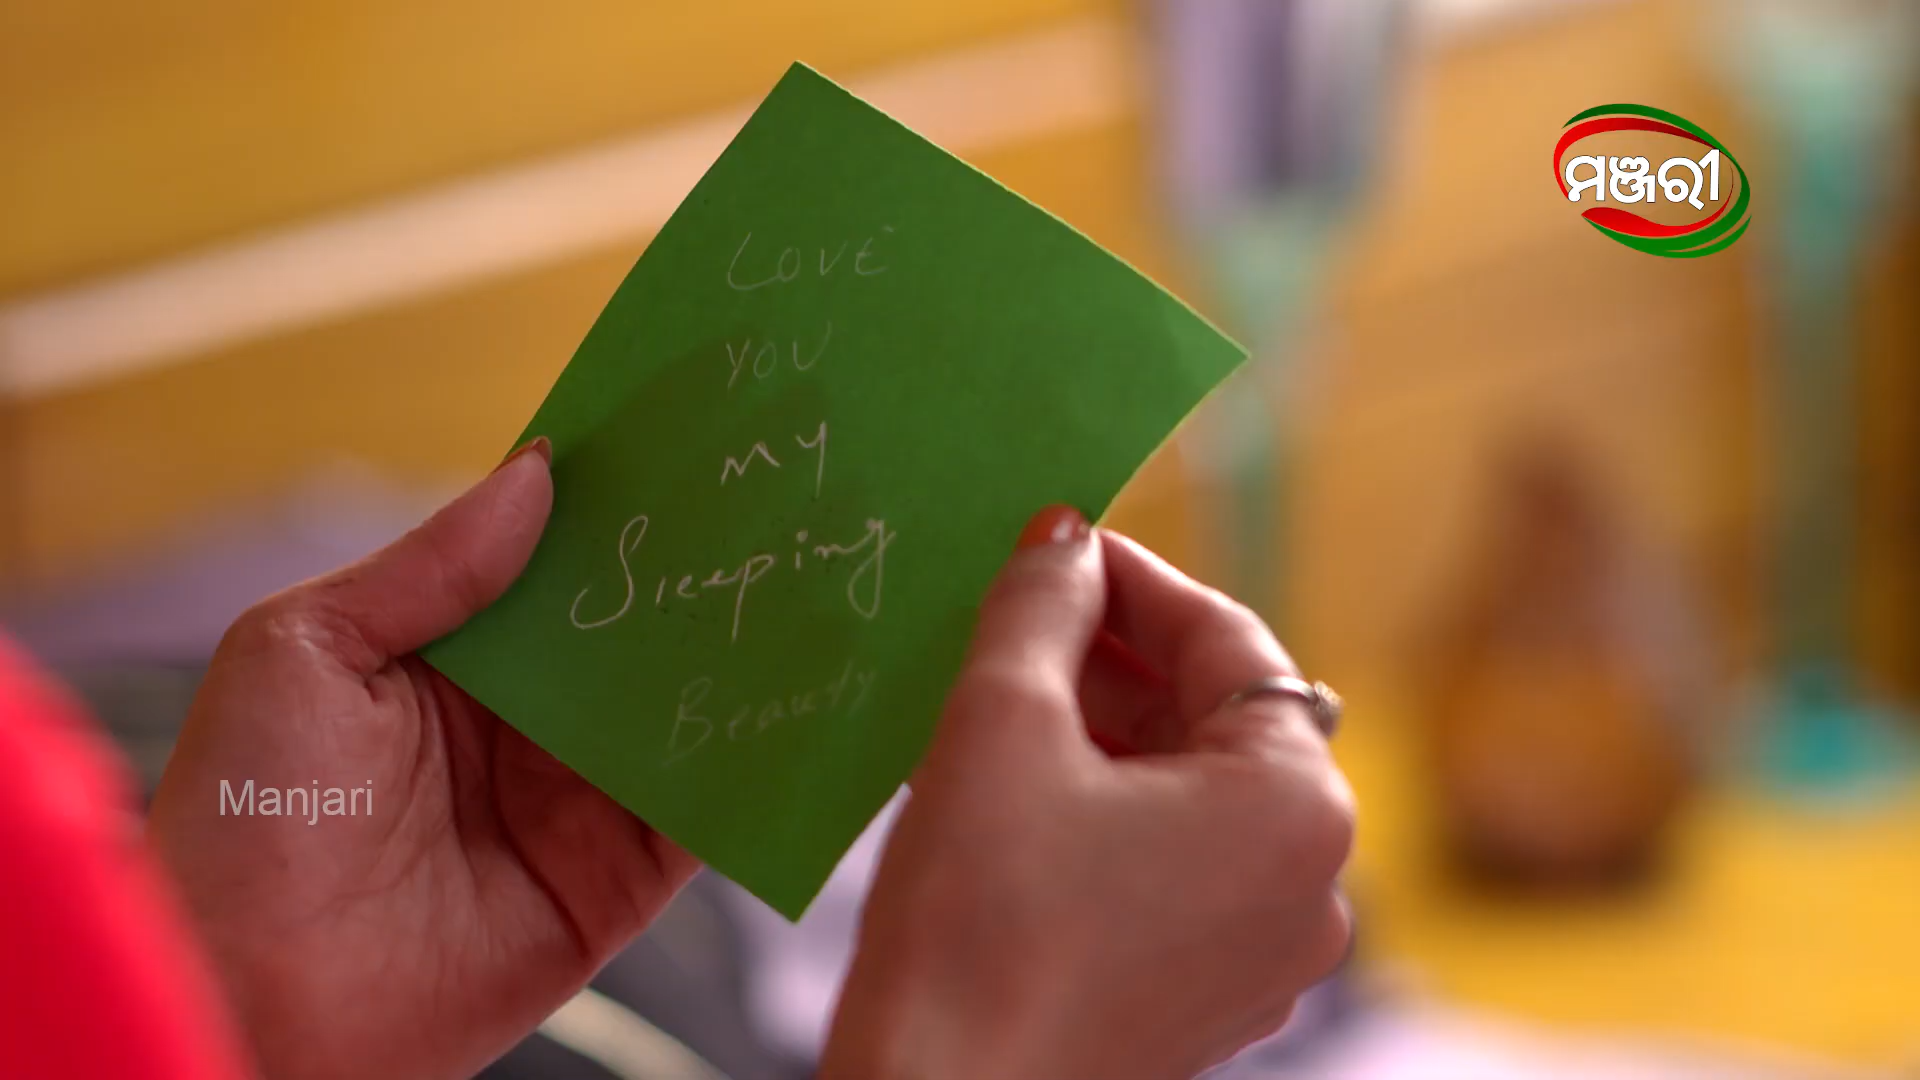 LOVE
YOU
MY
Sleeping
Beauty
ମଞ୍ଜରୀ
Manjari